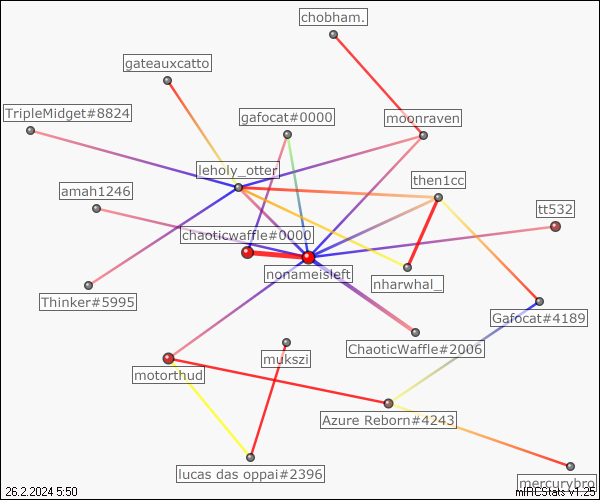 chobham.
gateauxcatto
TripleMidget#8824
gafocat#0000
moonraven
leholy_otter
then1cc
amah1246
tt532
chaoticwaffle#0000
nonameisleft
nharwhal_
Thinker#5995
Gafocat#4189
ChaoticWaffle#2006
mukszi
motorthud
Azure Reborn#4243
lucas das oppai#2396
mercurybro
26.2.2024 5:50
mIRCStats v1.25